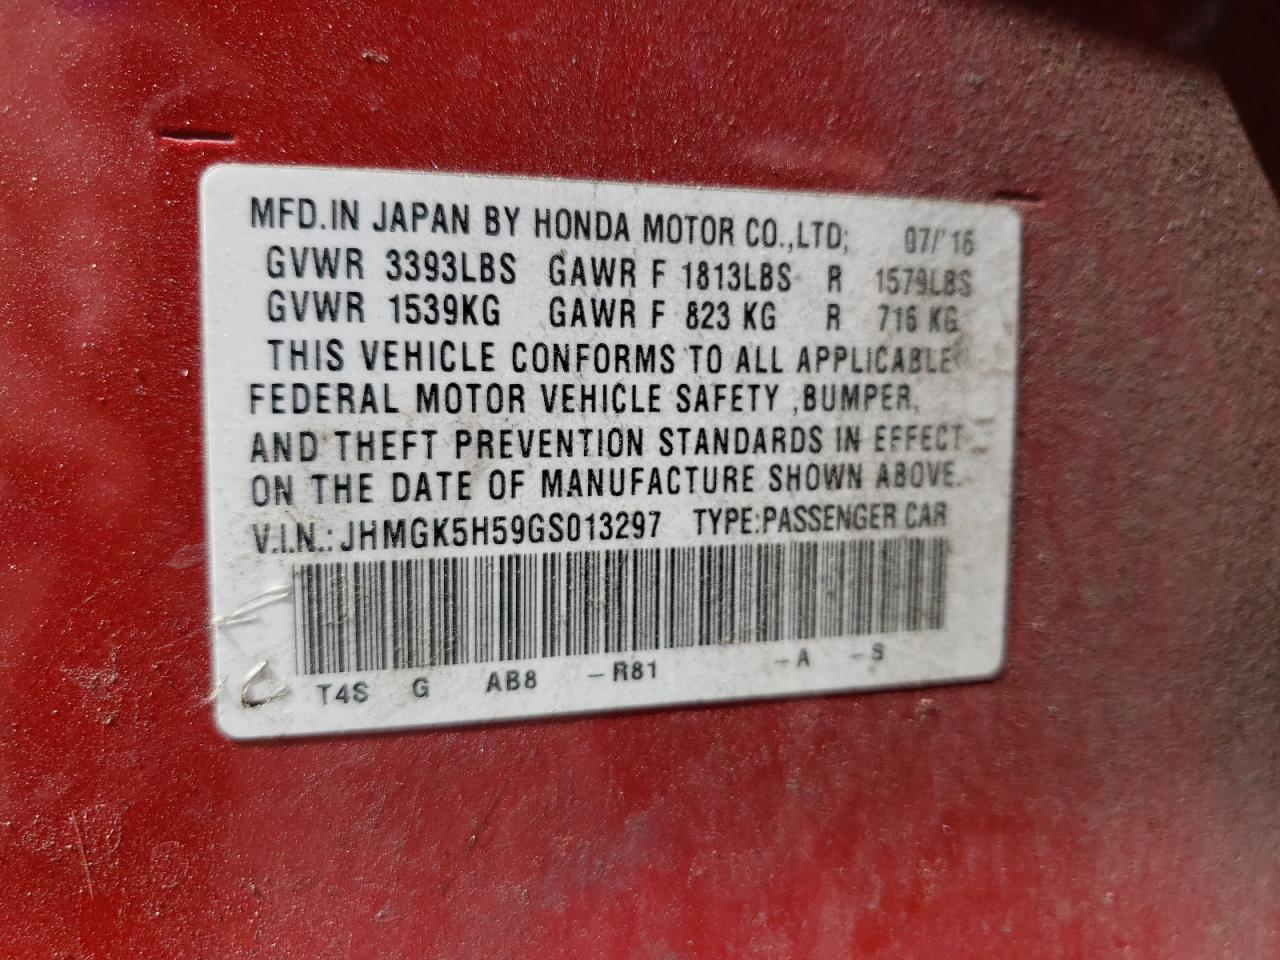 MFD.IN JAPAN BY HONDA MOTOR CO.,LTD; 07/'16
GVWR 3393LBS GAWR F 1813LBS R 1579LBS
GVWR 1539KG GAWR F 823 KG R 716 KG
THIS VEHICLE CONFORMS TO ALL APPLICABLE
FEDERAL MOTOR VEHICLE SAFETY ,BUMPER,
AND THEFT PREVENTION STANDARDS IN EFFECT
ON THE DATE OF MANUFACTURE SHOWN ABOVE.
V.I.N.: JHMGK5H59GS013297 TYPE:PASSENGER CAR
T4S G AB8 -R81 -A -S